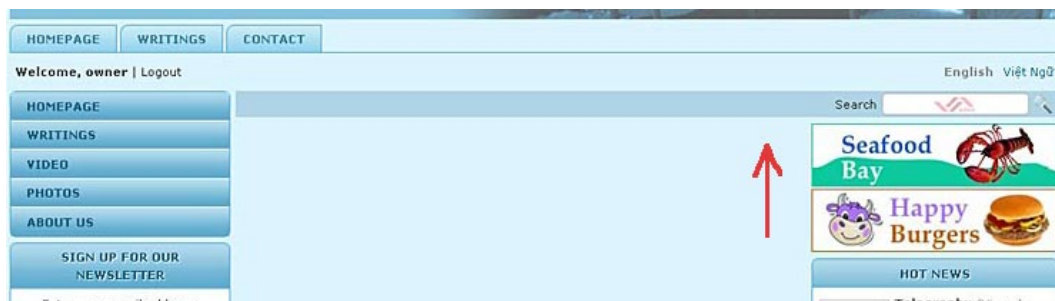 HOMEPAGE WRITINGS CONTACT
Welcome, owner | Logout
English Việt Ngữ
HOMEPAGE
WRITINGS
VIDEO
PHOTOS
ABOUT US
SIGN UP FOR OUR
NEWSLETTER
Search
Seafood
Bay
Happy
Burgers
HOT NEWS